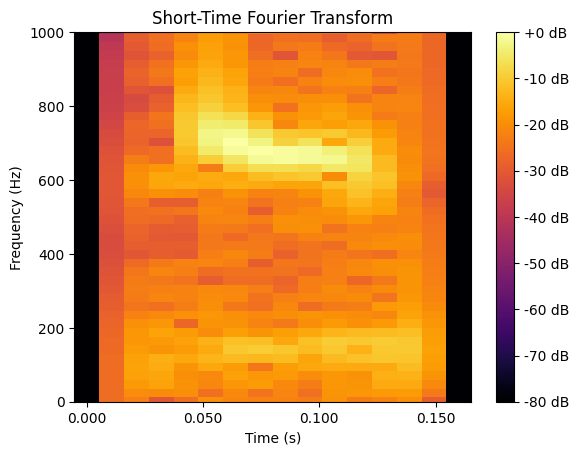 Short-Time Fourier Transform
1000
800
600
400
200
0
Frequency (Hz)
0.000
0.050
0.100
0.150
Time (s)
+0 dB
-10 dB
-20 dB
-30 dB
-40 dB
-50 dB
-60 dB
-70 dB
-80 dB